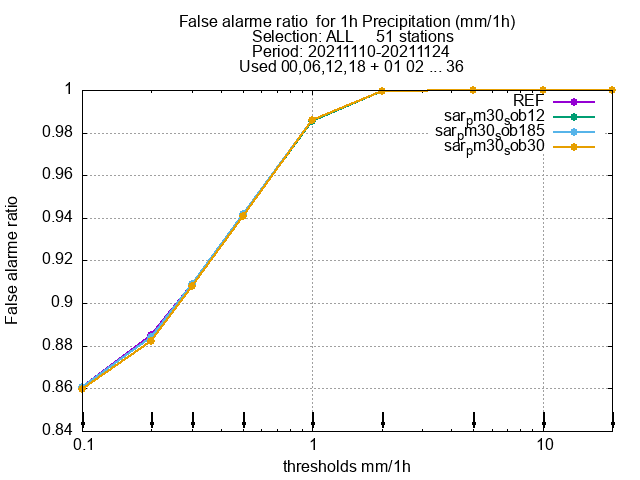 False alarme ratio  for 1h Precipitation (mm/1h)
Selection: ALL     51 stations
Period: 20211110-20211124
Used 00,06,12,18 + 01 02 ... 36
REF
sar_pm30_sob12
sar_pm30_sob185
sar_pm30_sob30
False alarme ratio
1
0.98
0.96
0.94
0.92
0.9
0.88
0.86
0.84
0.1
1
10
thresholds mm/1h